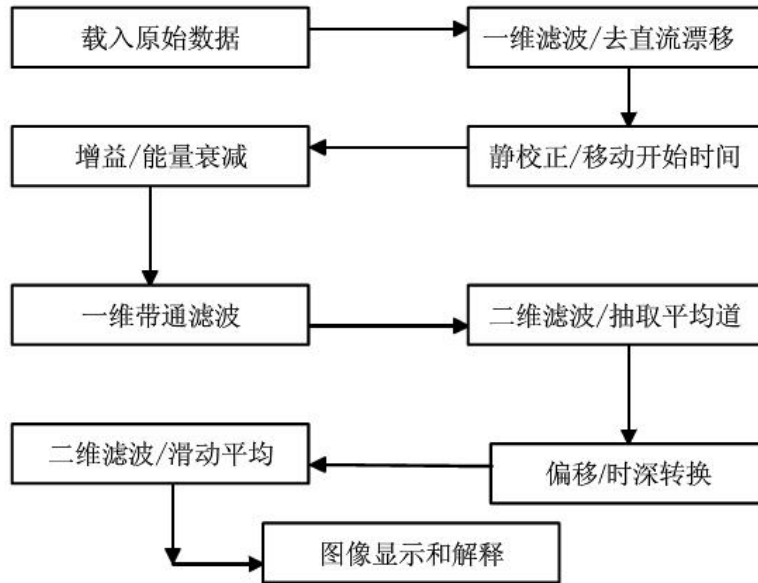 载入原始数据
一维滤波/去直流漂移
静校正/移动开始时间
增益/能量衰减
一维带通滤波
二维滤波/抽取平均道
偏移/时深转换
二维滤波/滑动平均
图像显示和解释